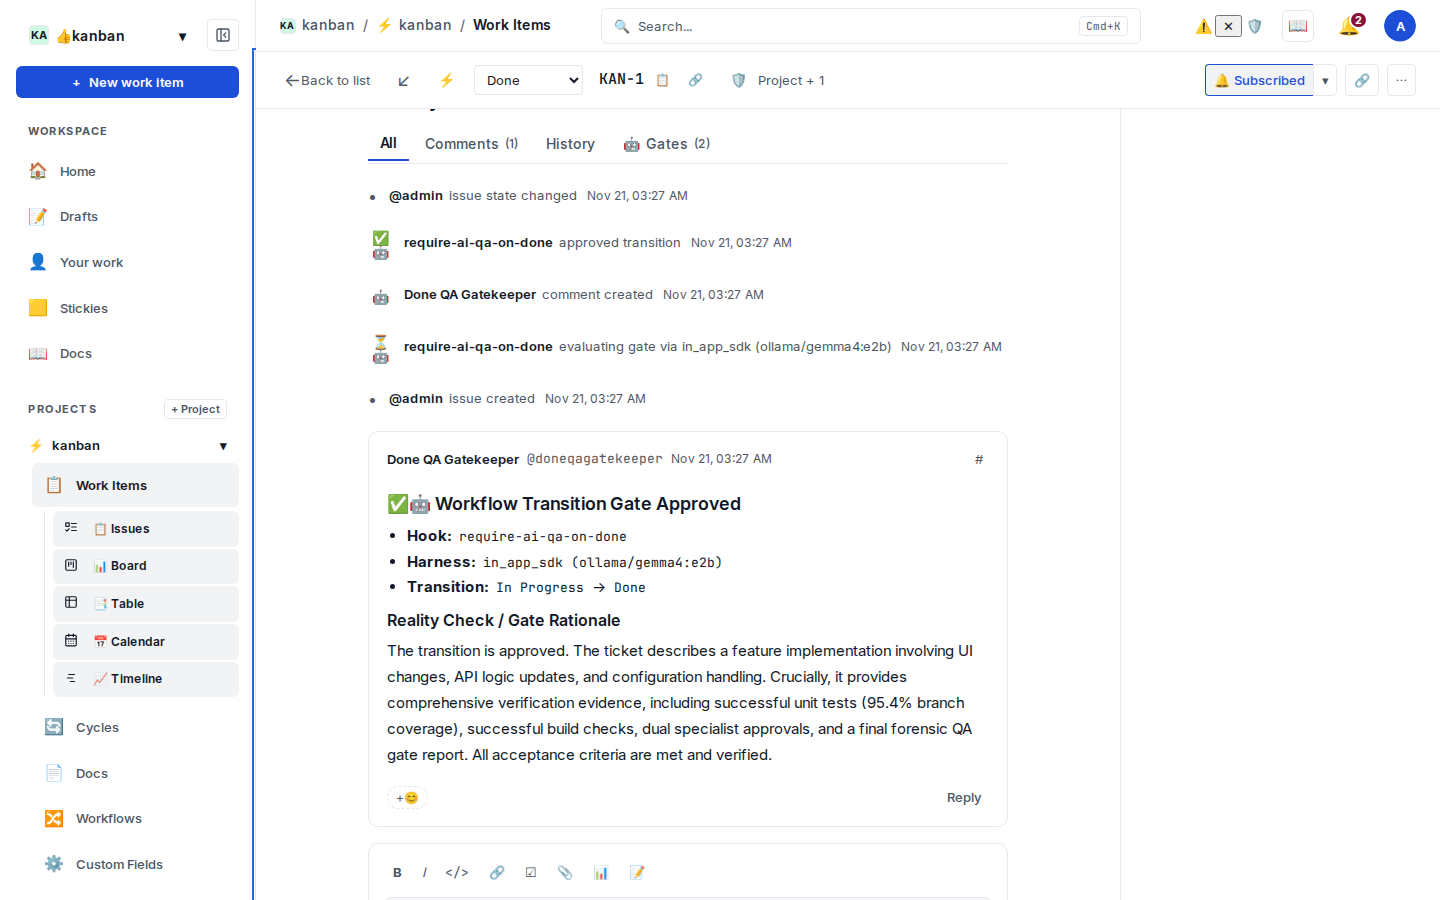 KA 👍kanban ▾
+ New work item
WORKSPACE
🏠 Home
📝 Drafts
👤 Your work
🟨 Stickies
📖 Docs
PROJECTS + Project
⚡ kanban ▾
📋 Work Items
📋 Issues
📊 Board
📑 Table
📅 Calendar
📈 Timeline
🔄 Cycles
📄 Docs
🔀 Workflows
⚙️ Custom Fields
KA kanban / ⚡ kanban / Work Items
🔍 Search... Cmd+K
⚠️ ✕ 🛡️ 📖 🔔 2 A
← Back to list ↙ ⚡ Done KAN-1 📋 🔗 🛡️ Project + 1
🔔 Subscribed ▾ 🔗 ...
All Comments (1) History 🤖 Gates (2)
• @admin issue state changed Nov 21, 03:27 AM
✅🤖 require-ai-qa-on-done approved transition Nov 21, 03:27 AM
🤖 Done QA Gatekeeper comment created Nov 21, 03:27 AM
⏳🤖 require-ai-qa-on-done evaluating gate via in_app_sdk (ollama/gemma4:e2b) Nov 21, 03:27 AM
• @admin issue created Nov 21, 03:27 AM
Done QA Gatekeeper @doneqagatekeeper Nov 21, 03:27 AM #
✅🤖 Workflow Transition Gate Approved
• Hook: require-ai-qa-on-done
• Harness: in_app_sdk (ollama/gemma4:e2b)
• Transition: In Progress → Done
Reality Check / Gate Rationale
The transition is approved. The ticket describes a feature implementation involving UI
changes, API logic updates, and configuration handling. Crucially, it provides
comprehensive verification evidence, including successful unit tests (95.4% branch
coverage), successful build checks, dual specialist approvals, and a final forensic QA
gate report. All acceptance criteria are met and verified.
+😊 Reply
B I </> 🔗 ☑ 📎 📊 📝